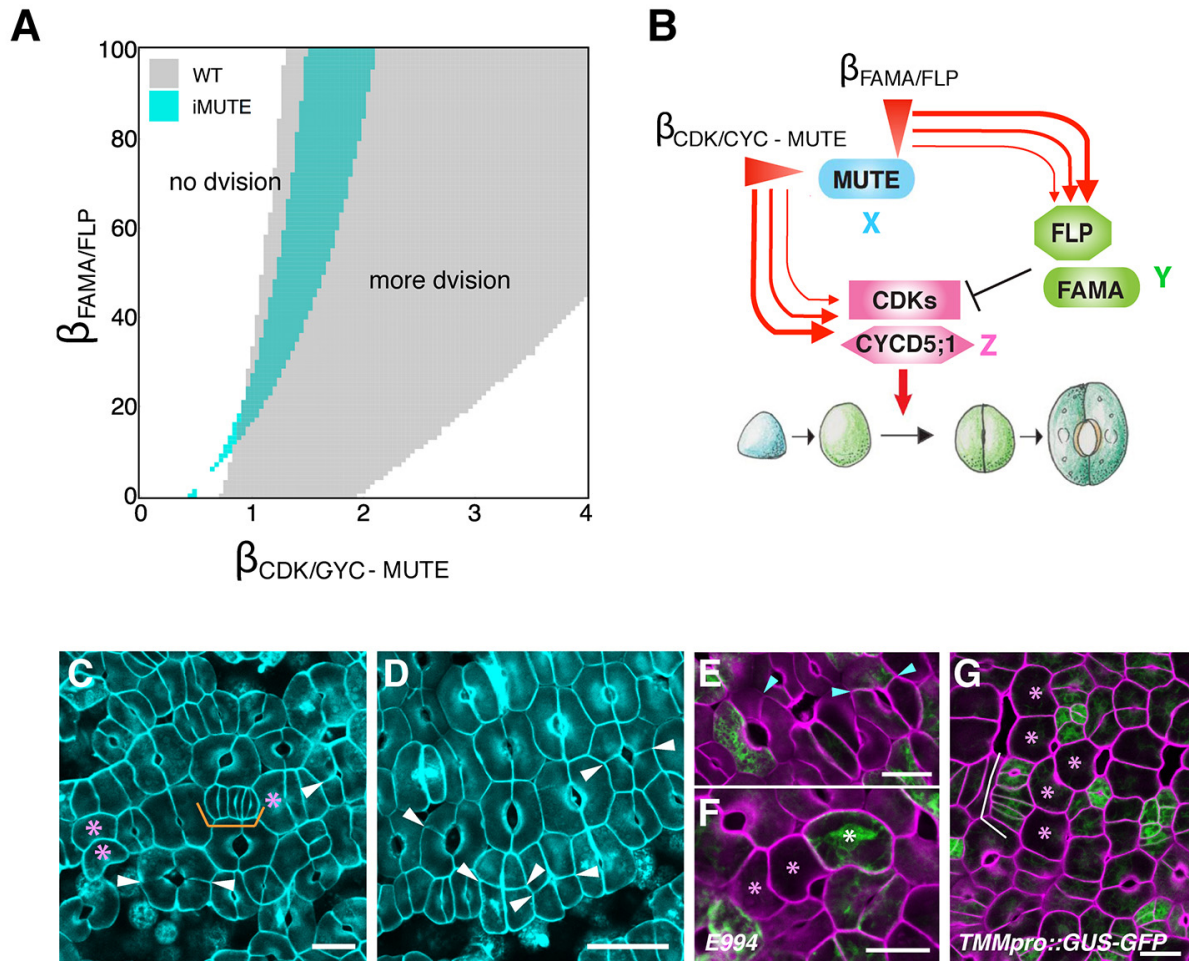 A
100
80
60
40
20
0
0
1
2
3
4
WT
iMUTE
no dvision
more dvision
βFAMA/FLP
βCDK/GYC - MUTE
B
βFAMA/FLP
βCDK/CYC - MUTE
MUTE
X
FLP
FAMA
Y
CDKs
CYCD5;1
Z
C
*
*
*
D
E
F
*
*
*
E994
G
*
*
*
*
*
TMMpro::GUS-GFP